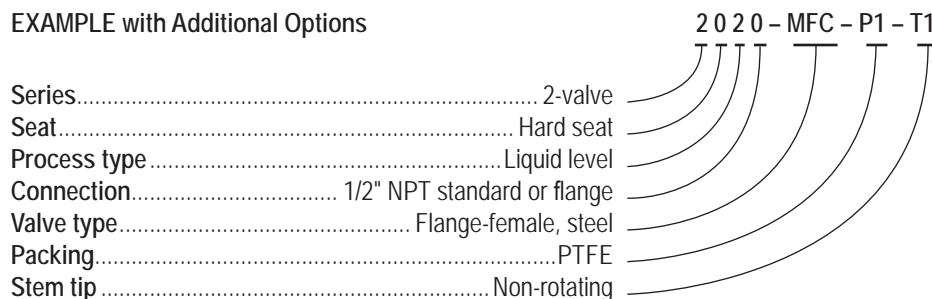 EXAMPLE with Additional Options 2 0 2 0 – MFC – P1 – T1
Series........................................................................................ 2-valve
Seat....................................................................................... Hard seat
Process type...................................................................Liquid level
Connection....................................... 1/2" NPT standard or flange
Valve type........................................................ Flange-female, steel
Packing........................................................................................PTFE
Stem tip .......................................................................... Non-rotating